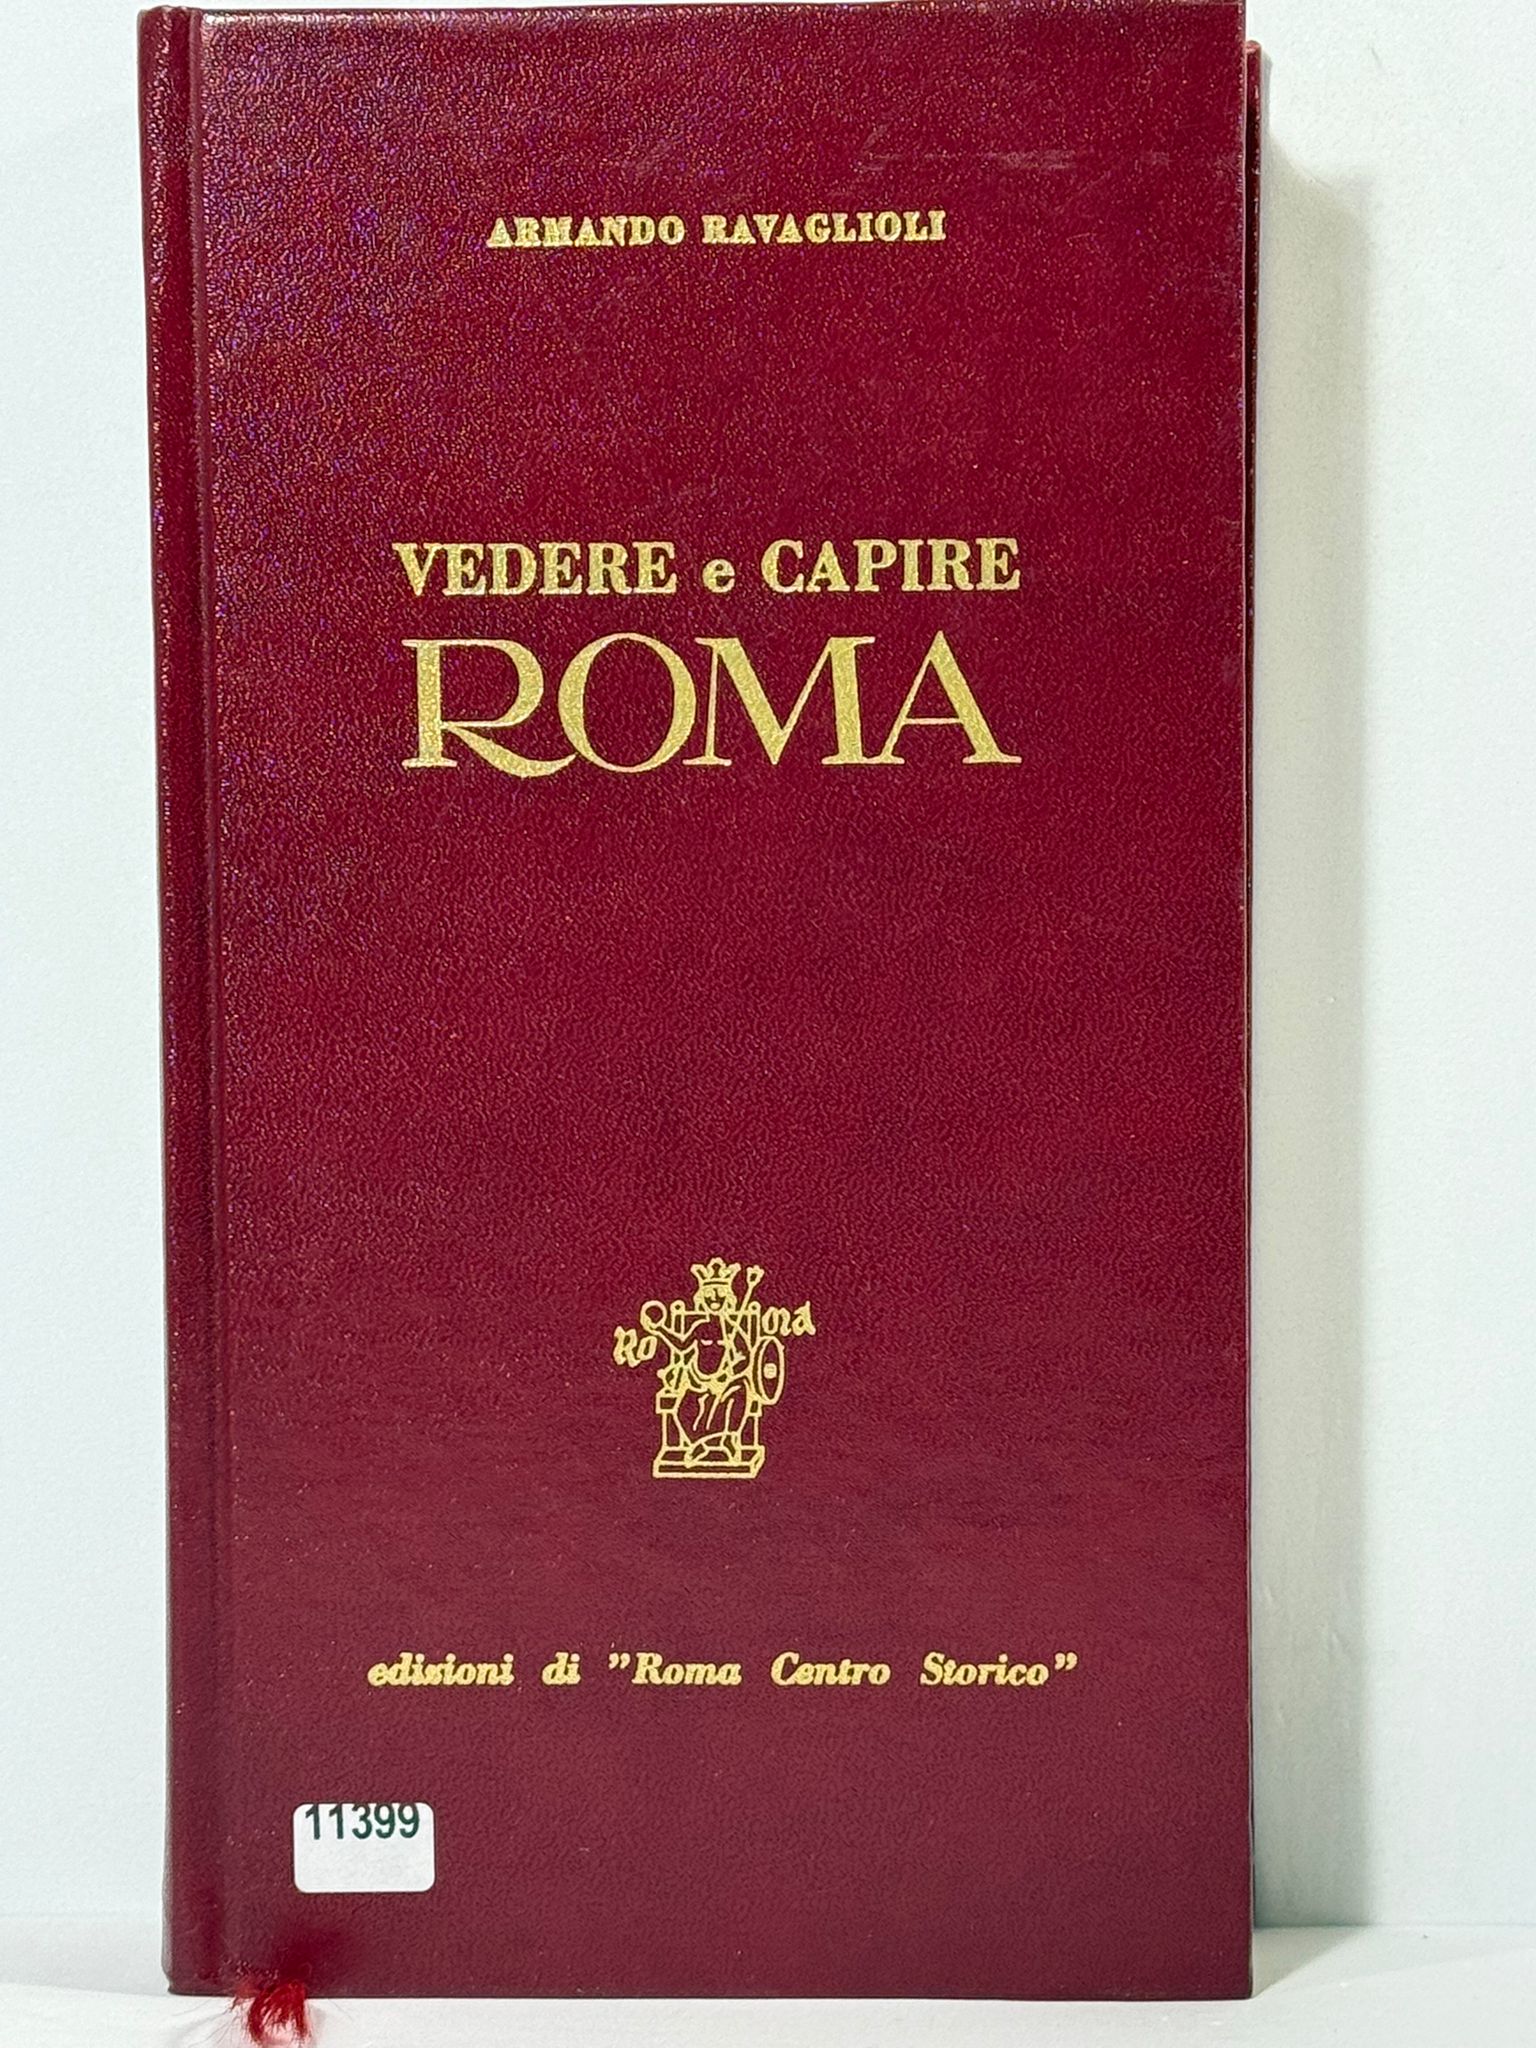 ARMANDO RAVAGLIOLI
VEDERE e CAPIRE
ROMA
Ro ma
edizioni di "Roma Centro Storico"
11399